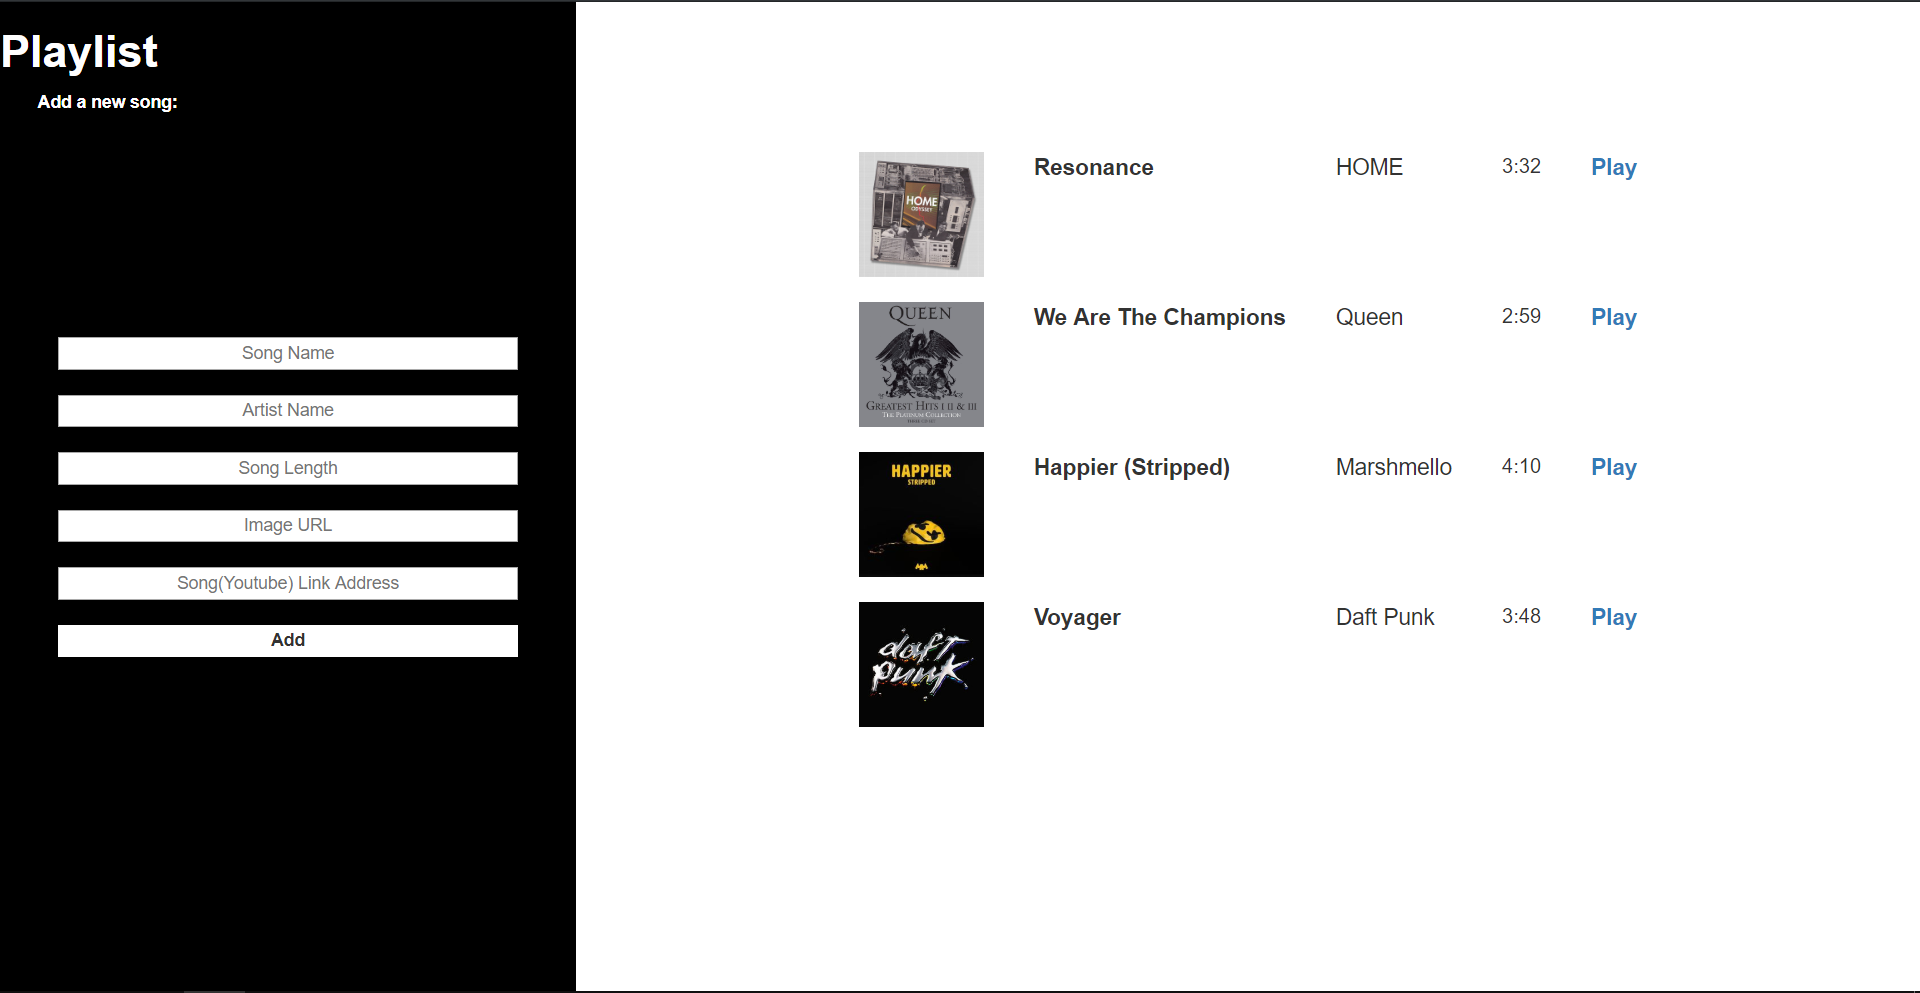 Playlist
Add a new song:
Song Name
Artist Name
Song Length
Image URL
Song(Youtube) Link Address
Add
HOME
ODYSSEY
Resonance HOME 3:32 Play
QUEEN
GREATEST HITS I II & III
THE PLATINUM COLLECTION
We Are The Champions Queen 2:59 Play
HAPPIER
STRIPPED
Happier (Stripped) Marshmello 4:10 Play
daft
punk
Voyager Daft Punk 3:48 Play